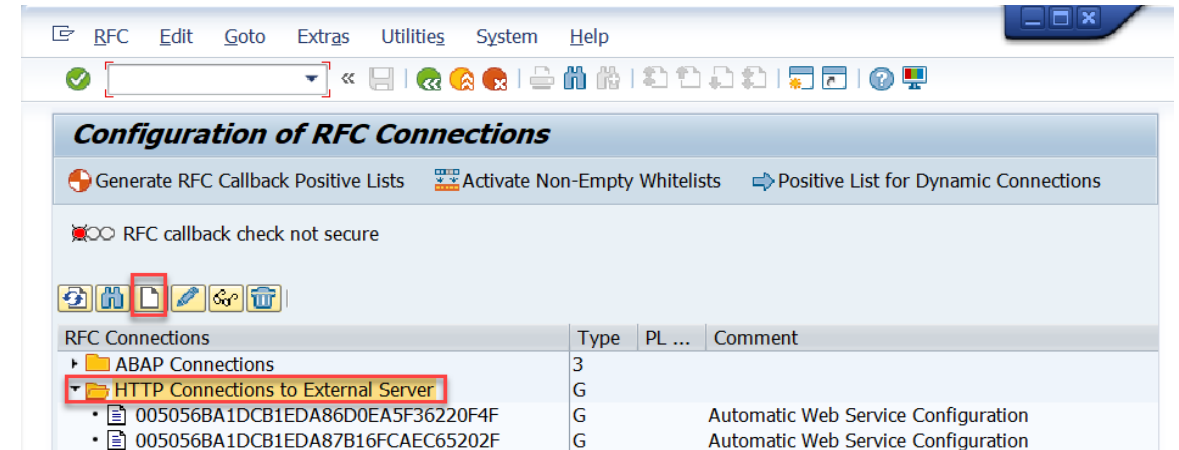 RFC Edit Goto Extras Utilities System Help
Configuration of RFC Connections
Generate RFC Callback Positive Lists Activate Non-Empty Whitelists Positive List for Dynamic Connections
RFC callback check not secure
RFC Connections Type PL ... Comment
ABAP Connections 3
HTTP Connections to External Server G
005056BA1DCB1EDA86D0EA5F36220F4F G Automatic Web Service Configuration
005056BA1DCB1EDA87B16FCAEC65202F G Automatic Web Service Configuration